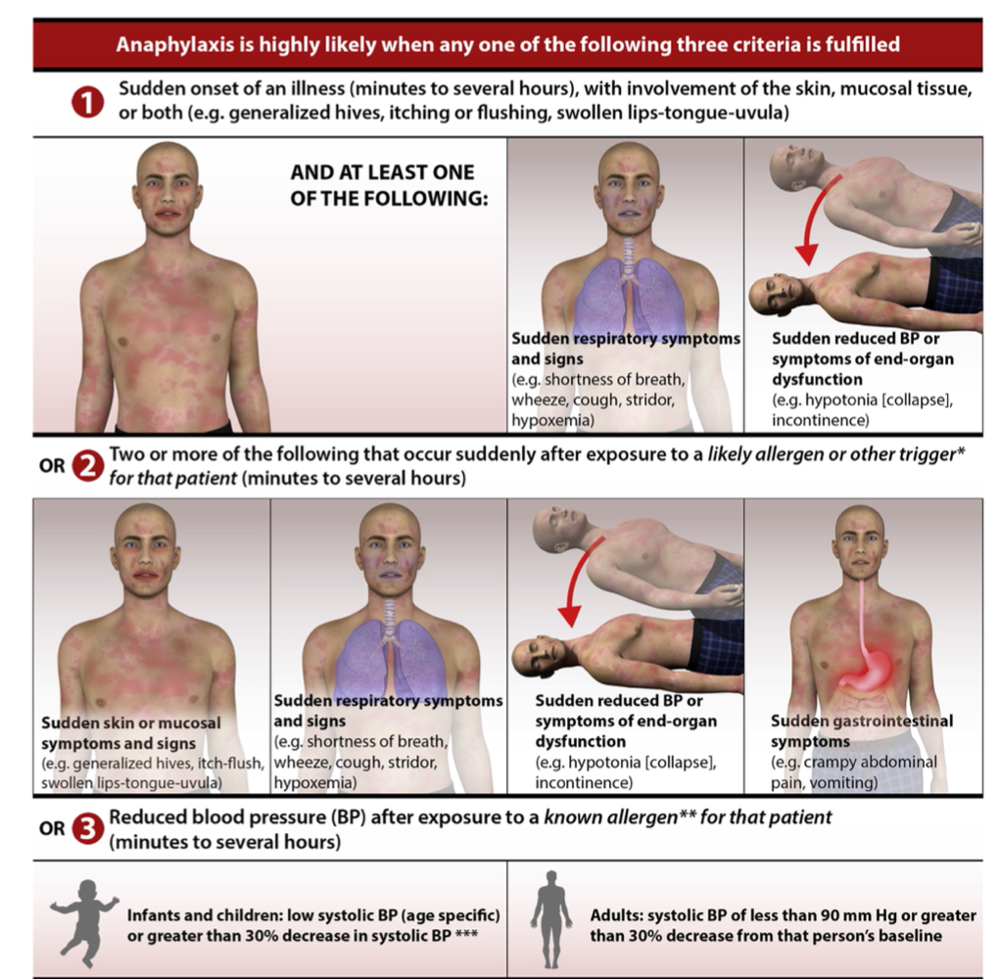 Anaphylaxis is highly likely when any one of the following three criteria is fulfilled
1
Sudden onset of an illness (minutes to several hours), with involvement of the skin, mucosal tissue,
or both (e.g. generalized hives, itching or flushing, swollen lips-tongue-uvula)
AND AT LEAST ONE
OF THE FOLLOWING:
Sudden respiratory symptoms
and signs
(e.g. shortness of breath,
wheeze, cough, stridor,
hypoxemia)
Sudden reduced BP or
symptoms of end-organ
dysfunction
(e.g. hypotonia [collapse],
incontinence)
OR 2
Two or more of the following that occur suddenly after exposure to a likely allergen or other trigger*
for that patient (minutes to several hours)
Sudden skin or mucosal
symptoms and signs
(e.g. generalized hives, itch-flush,
swollen lips-tongue-uvula)
Sudden respiratory symptoms
and signs
(e.g. shortness of breath,
wheeze, cough, stridor,
hypoxemia)
Sudden reduced BP or
symptoms of end-organ
dysfunction
(e.g. hypotonia [collapse],
incontinence)
Sudden gastrointestinal
symptoms
(e.g. crampy abdominal
pain, vomiting)
OR 3
Reduced blood pressure (BP) after exposure to a known allergen** for that patient
(minutes to several hours)
Infants and children: low systolic BP (age specific)
or greater than 30% decrease in systolic BP ***
Adults: systolic BP of less than 90 mm Hg or greater
than 30% decrease from that person's baseline